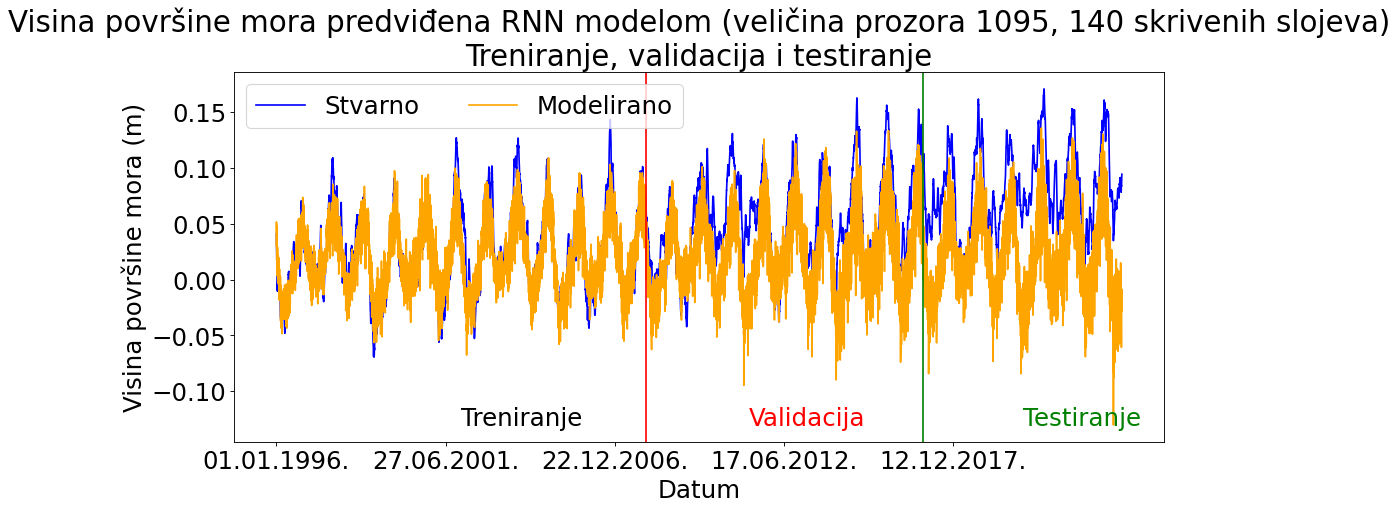 Visina površine mora predviđena RNN modelom (veličina prozora 1095, 140 skrivenih slojeva)
Treniranje, validacija i testiranje
Stvarno
Modelirano
Visina površine mora (m)
0.15
0.10
0.05
0.00
−0.05
−0.10
Treniranje
Validacija
Testiranje
01.01.1996.
27.06.2001.
22.12.2006.
17.06.2012.
12.12.2017.
Datum